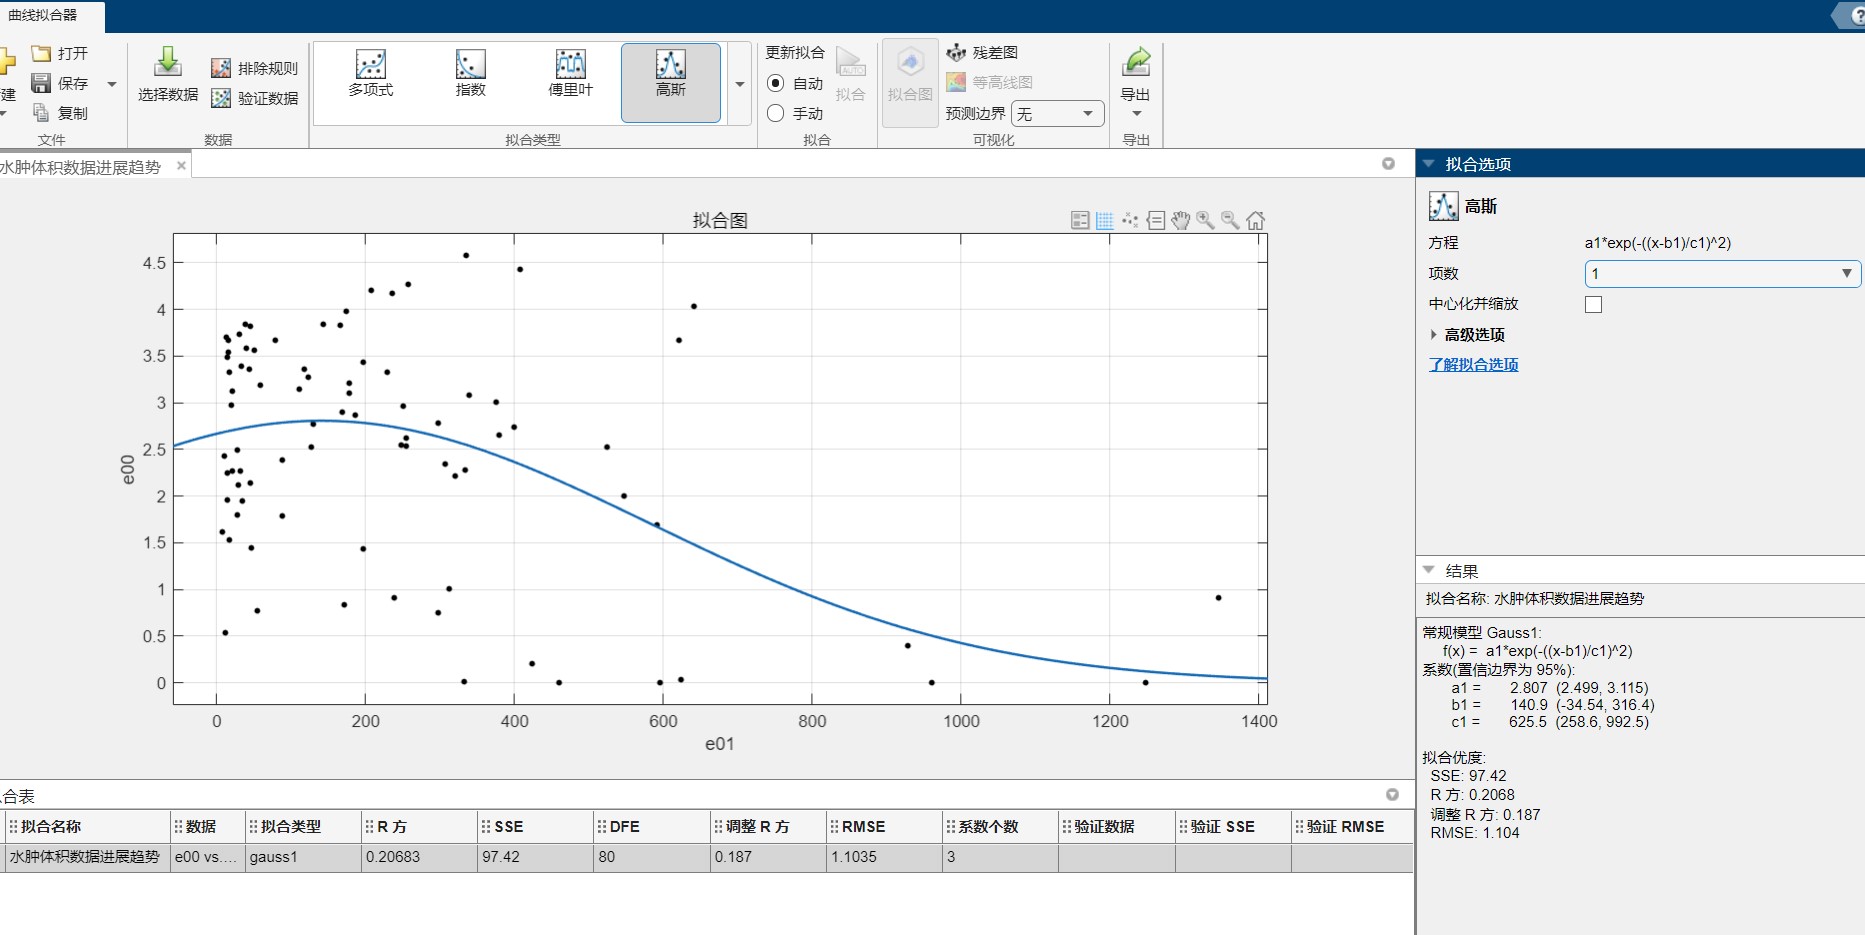 曲线拟合器
打开
保存
复制
建
文件
选择数据
排除规则
验证数据
数据
多项式
指数
傅里叶
高斯
拟合类型
更新拟合
自动
手动
AUTO
拟合
拟合
拟合图
残差图
等高线图
预测边界 无
可视化
导出
导出
水肿体积数据进展趋势
拟合图
4.5
4
3.5
3
2.5
2
1.5
1
0.5
0
e00
0 200 400 600 800 1000 1200 1400
e01
拟合选项
高斯
方程 a1*exp(-((x-b1)/c1)^2)
项数 1
中心化并缩放
高级选项
了解拟合选项
结果
拟合名称: 水肿体积数据进展趋势
常规模型 Gauss1:
f(x) = a1*exp(-((x-b1)/c1)^2)
系数(置信边界为 95%):
a1 = 2.807 (2.499, 3.115)
b1 = 140.9 (-34.54, 316.4)
c1 = 625.5 (258.6, 992.5)
拟合优度:
SSE: 97.42
R 方: 0.2068
调整 R 方: 0.187
RMSE: 1.104
合表
拟合名称 数据 拟合类型 R 方 SSE DFE 调整 R 方 RMSE 系数个数 验证数据 验证 SSE 验证 RMSE
水肿体积数据进展趋势 e00 vs.... gauss1 0.20683 97.42 80 0.187 1.1035 3